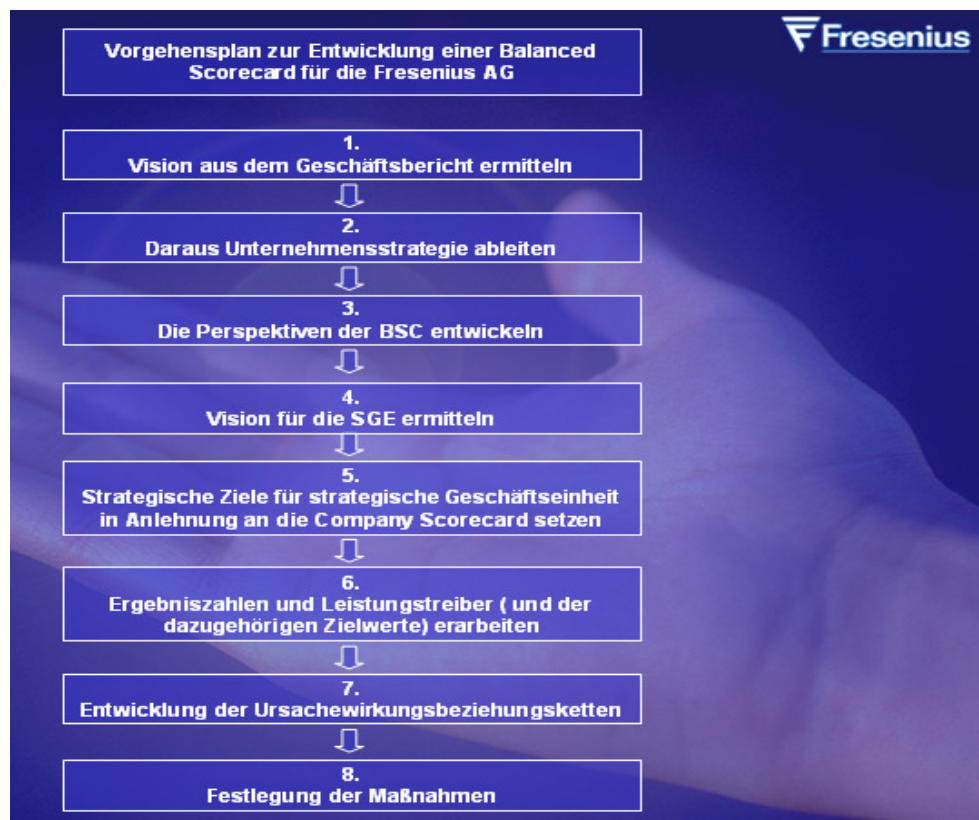 Fresenius
Vorgehensplan zur Entwicklung einer Balanced
Scorecard für die Fresenius AG
1.
Vision aus dem Geschäftsbericht ermitteln
2.
Daraus Unternehmensstrategie ableiten
3.
Die Perspektiven der BSC entwickeln
4.
Vision für die SGE ermitteln
5.
Strategische Ziele für strategische Geschäftseinheit
in Anlehnung an die Company Scorecard setzen
6.
Ergebniszahlen und Leistungstreiber ( und der
dazugehörigen Zielwerte) erarbeiten
7.
Entwicklung der Ursachewirkungsbeziehungsketten
8.
Festlegung der Maßnahmen